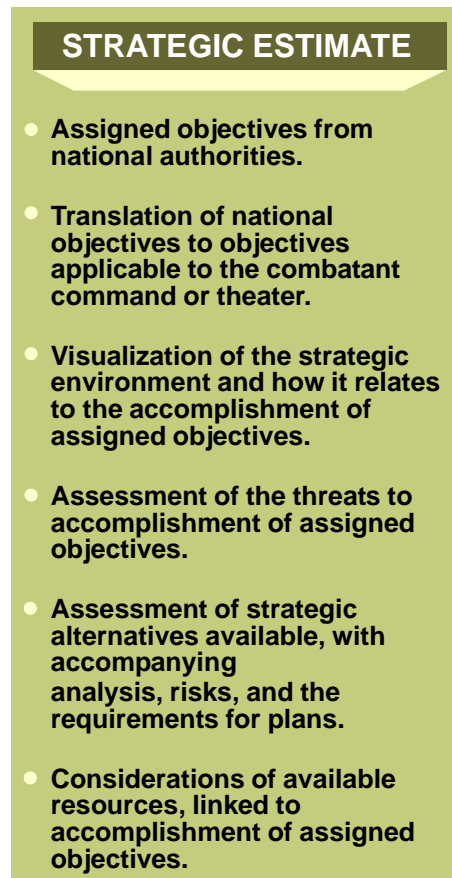 STRATEGIC ESTIMATE
Assigned objectives from
national authorities.
Translation of national
objectives to objectives
applicable to the combatant
command or theater.
Visualization of the strategic
environment and how it relates
to the accomplishment of
assigned objectives.
Assessment of the threats to
accomplishment of assigned
objectives.
Assessment of strategic
alternatives available, with
accompanying
analysis, risks, and the
requirements for plans.
Considerations of available
resources, linked to
accomplishment of assigned
objectives.